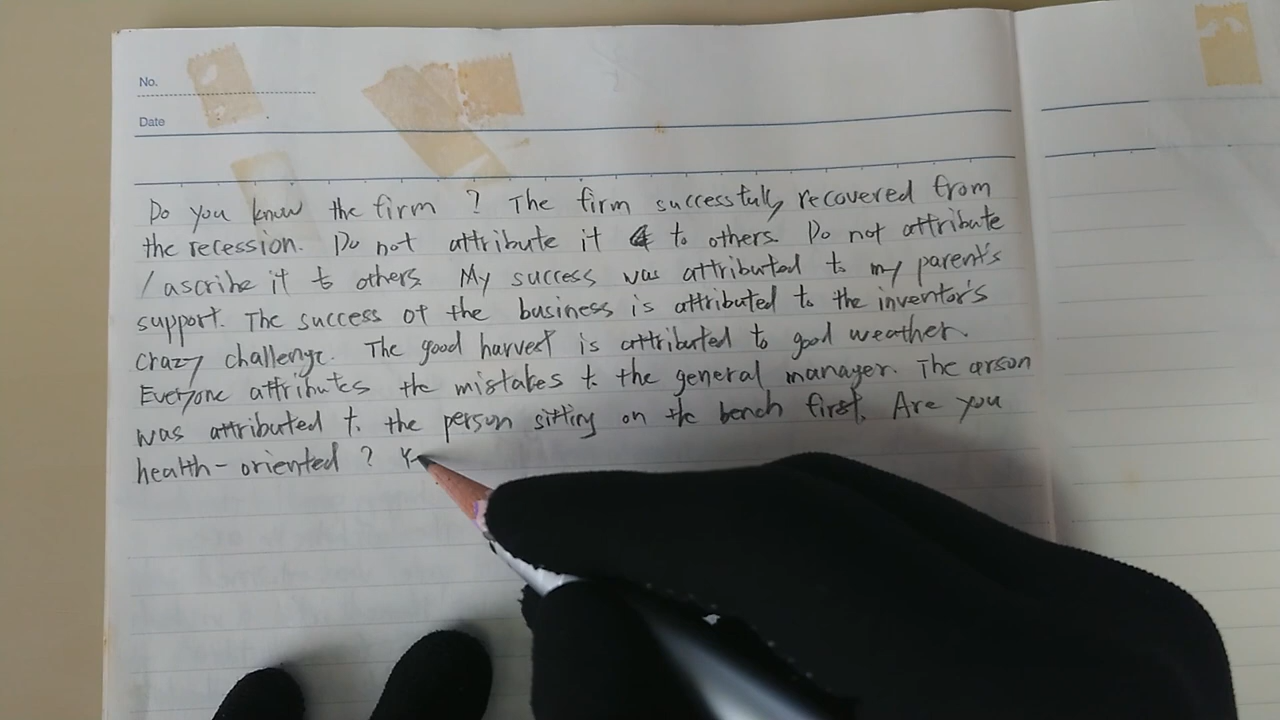 No.
Date
Do you know the firm ? The firm successfully recovered from
the recession. Do not attribute it to others. Do not attribute
/ ascribe it to others. My success was attributed to my parent's
support. The success of the business is attributed to the inventor's
crazy challenge. The good harvest is attributed to good weather.
Everyone attributes the mistakes to the general manager. The arson
was attributed to the person sitting on the bench first. Are you
health-oriented ?